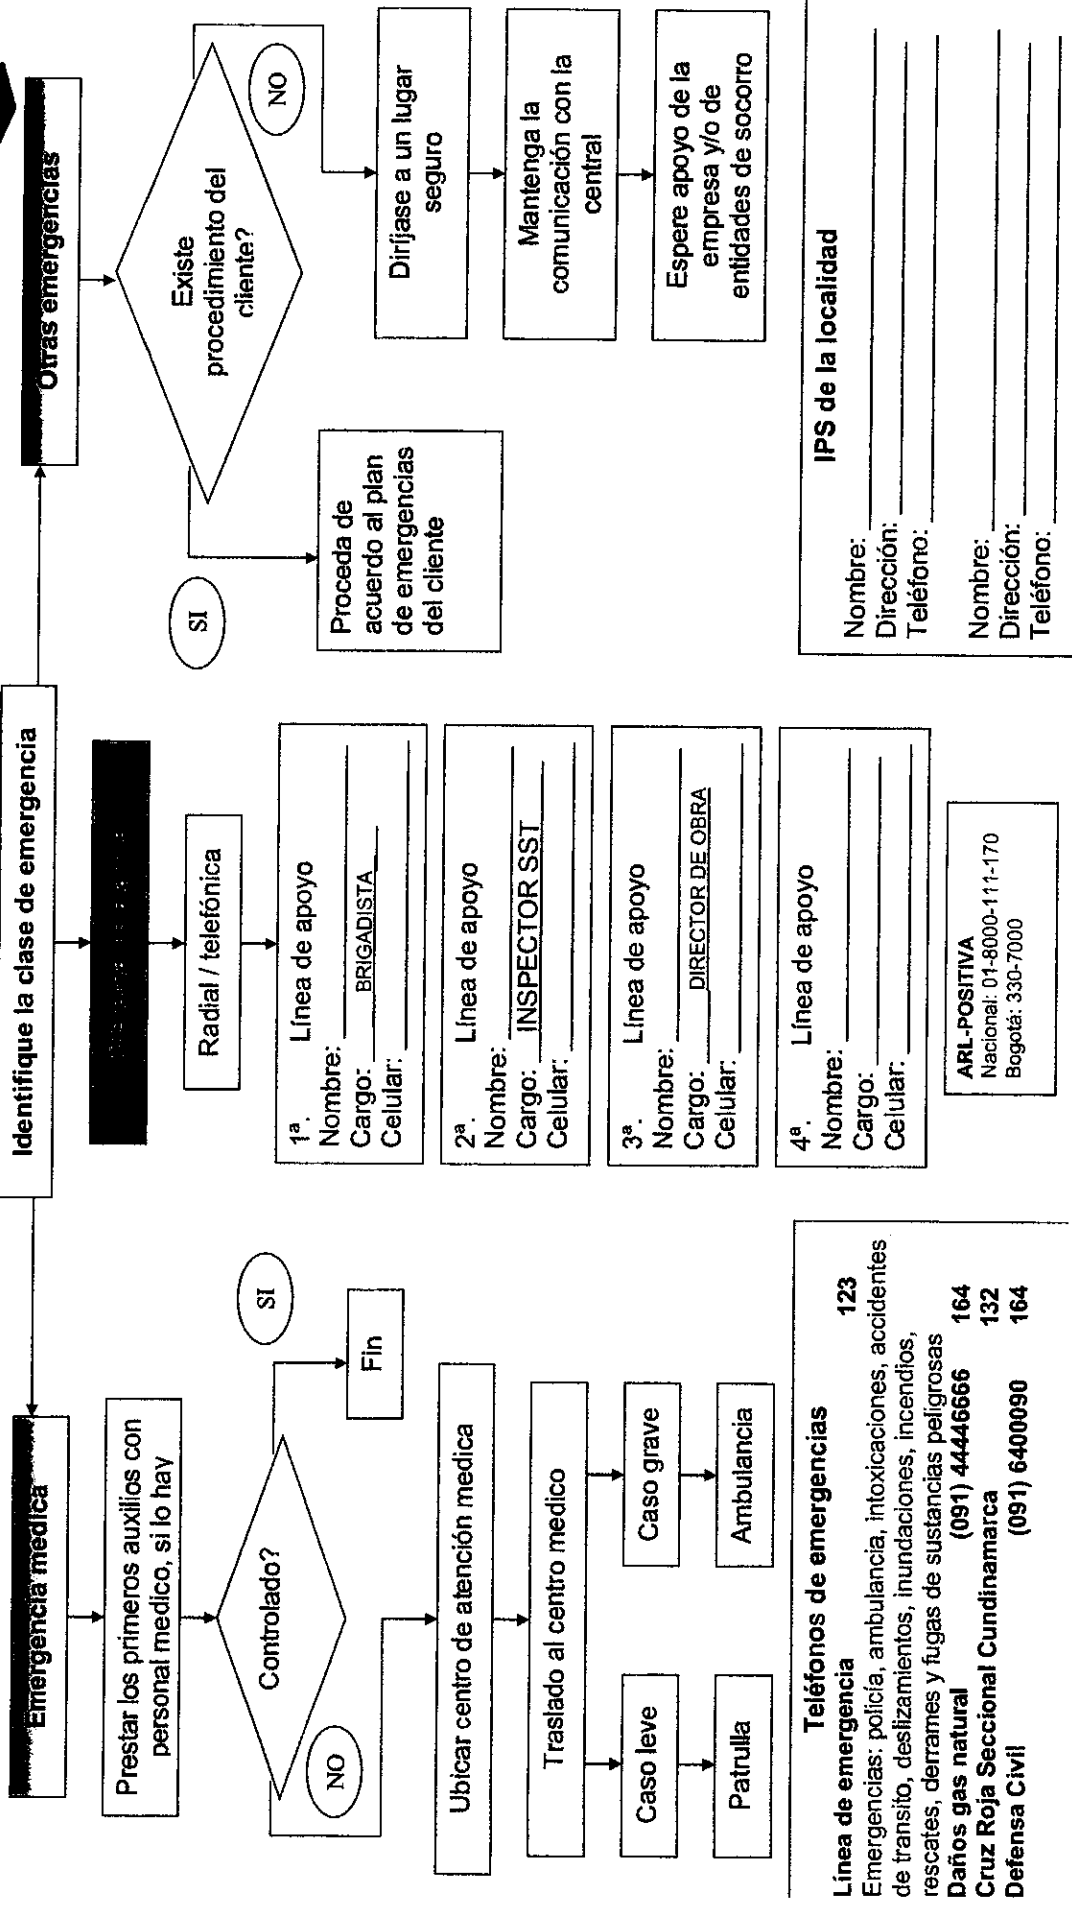 Identifique la clase de emergencia
Emergencia medica
Prestar los primeros auxilios con
personal medico, si lo hay
Controlado?
SI
NO
Fin
Ubicar centro de atención medica
Traslado al centro medico
Caso leve
Caso grave
Patrulla
Ambulancia
Teléfonos de emergencias
Línea de emergencia 123
Emergencias: policía, ambulancia, intoxicaciones, accidentes
de transito, deslizamientos, inundaciones, incendios,
rescates, derrames y fugas de sustancias peligrosas
Daños gas natural (091) 44446666 164
Cruz Roja Seccional Cundinamarca 132
Defensa Civil (091) 6400090 164
Radial / telefónica
1ª. Línea de apoyo
Nombre:
Cargo: BRIGADISTA
Celular:
2ª. Línea de apoyo
Nombre:
Cargo: INSPECTOR SST
Celular:
3ª. Línea de apoyo
Nombre:
Cargo: DIRECTOR DE OBRA
Celular:
4ª. Línea de apoyo
Nombre:
Cargo:
Celular:
ARL-POSITIVA
Nacional: 01-8000-111-170
Bogotá: 330-7000
Otras emergencias
Existe
procedimiento del
cliente?
SI
NO
Proceda de
acuerdo al plan
de emergencias
del cliente
Diríjase a un lugar
seguro
Mantenga la
comunicación con la
central
Espere apoyo de la
empresa y/o de
entidades de socorro
IPS de la localidad
Nombre:
Dirección:
Teléfono:
Nombre:
Dirección:
Teléfono: